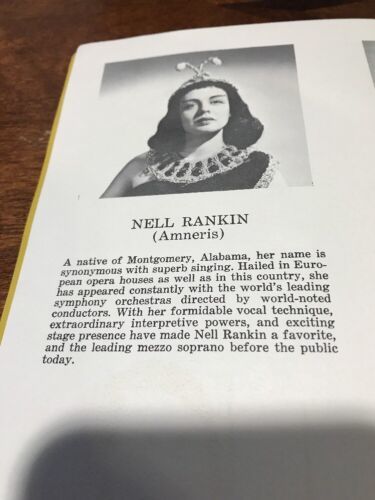 NELL RANKIN
(Amneris)
A native of Montgomery, Alabama, her name is
synonymous with superb singing. Hailed in Euro-
pean opera houses as well as in this country, she
has appeared constantly with the world's leading
symphony orchestras directed by world-noted
conductors. With her formidable vocal technique,
extraordinary interpretive powers, and exciting
stage presence have made Nell Rankin a favorite,
and the leading mezzo soprano before the public
today.